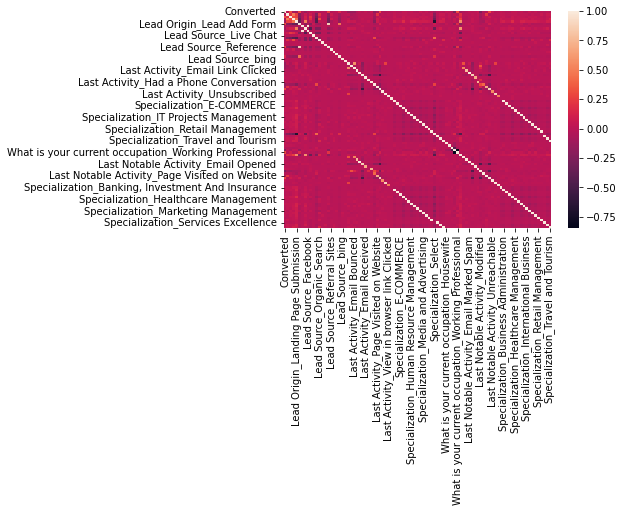 Converted
Lead Origin_Lead Add Form
Lead Source_Live Chat
Lead Source_Reference
Lead Source_bing
Last Activity_Email Link Clicked
Last Activity_Had a Phone Conversation
Last Activity_Unsubscribed
Specialization_E-COMMERCE
Specialization_IT Projects Management
Specialization_Retail Management
Specialization_Travel and Tourism
What is your current occupation_Working Professional
Last Notable Activity_Email Opened
Last Notable Activity_Page Visited on Website
Specialization_Banking, Investment And Insurance
Specialization_Healthcare Management
Specialization_Marketing Management
Specialization_Services Excellence
Converted
Lead Origin_Landing Page Submission
Lead Source_Facebook
Lead Source_Organic Search
Lead Source_Referral Sites
Lead Source_bing
Last Activity_Email Bounced
Last Activity_Email Received
Last Activity_Page Visited on Website
Last Activity_View in browser link Clicked
Specialization_E-COMMERCE
Specialization_Human Resource Management
Specialization_Media and Advertising
Specialization_Select
What is your current occupation_Housewife
What is your current occupation_Working Professional
Last Notable Activity_Email Marked Spam
Last Notable Activity_Modified
Last Notable Activity_Unreachable
Specialization_Business Administration
Specialization_Healthcare Management
Specialization_International Business
Specialization_Retail Management
Specialization_Travel and Tourism
1.00
0.75
0.50
0.25
0.00
−0.25
−0.50
−0.75